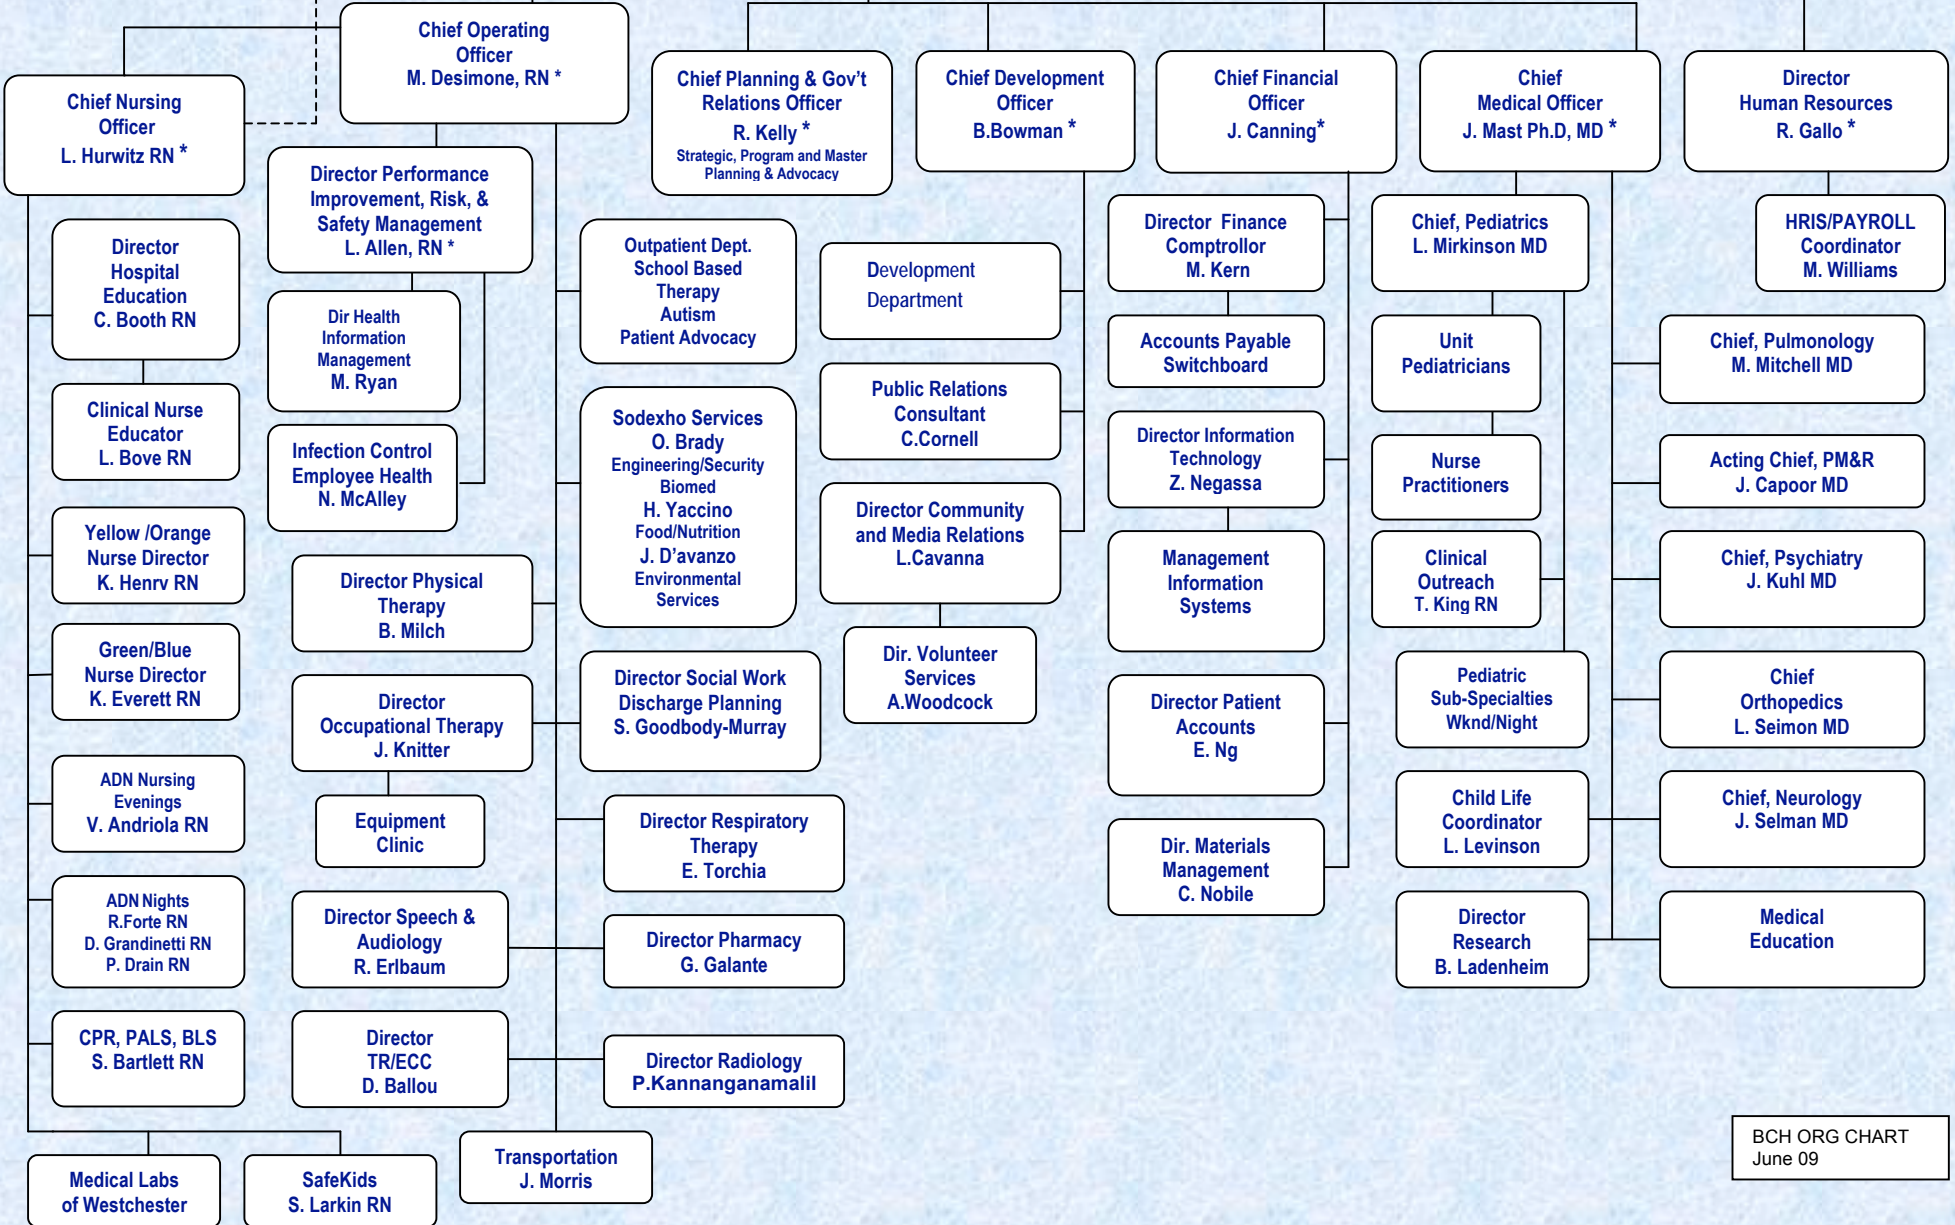 Chief Operating
Officer
M. Desimone, RN *
Chief Nursing
Officer
L. Hurwitz RN *
Chief Planning & Gov't
Relations Officer
R. Kelly *
Strategic, Program and Master
Planning & Advocacy
Chief Development
Officer
B.Bowman *
Chief Financial
Officer
J. Canning*
Chief
Medical Officer
J. Mast Ph.D, MD *
Director
Human Resources
R. Gallo *
Director
Hospital
Education
C. Booth RN
Clinical Nurse
Educator
L. Bove RN
Yellow /Orange
Nurse Director
K. Henry RN
Green/Blue
Nurse Director
K. Everett RN
ADN Nursing
Evenings
V. Andriola RN
ADN Nights
R.Forte RN
D. Grandinetti RN
P. Drain RN
CPR, PALS, BLS
S. Bartlett RN
Medical Labs
of Westchester
SafeKids
S. Larkin RN
Director Performance
Improvement, Risk, &
Safety Management
L. Allen, RN *
Dir Health
Information
Management
M. Ryan
Infection Control
Employee Health
N. McAlley
Director Physical
Therapy
B. Milch
Director
Occupational Therapy
J. Knitter
Equipment
Clinic
Director Speech &
Audiology
R. Erlbaum
Director
TR/ECC
D. Ballou
Transportation
J. Morris
Outpatient Dept.
School Based
Therapy
Autism
Patient Advocacy
Sodexho Services
O. Brady
Engineering/Security
Biomed
H. Yaccino
Food/Nutrition
J. D'avanzo
Environmental
Services
Director Social Work
Discharge Planning
S. Goodbody-Murray
Director Respiratory
Therapy
E. Torchia
Director Pharmacy
G. Galante
Director Radiology
P.Kannanganamalil
Development
Department
Public Relations
Consultant
C.Cornell
Director Community
and Media Relations
L.Cavanna
Dir. Volunteer
Services
A.Woodcock
Director Finance
Comptrollor
M. Kern
Accounts Payable
Switchboard
Director Information
Technology
Z. Negassa
Management
Information
Systems
Director Patient
Accounts
E. Ng
Dir. Materials
Management
C. Nobile
Chief, Pediatrics
L. Mirkinson MD
Unit
Pediatricians
Nurse
Practitioners
Clinical
Outreach
T. King RN
Pediatric
Sub-Specialties
Wknd/Night
Child Life
Coordinator
L. Levinson
Director
Research
B. Ladenheim
HRIS/PAYROLL
Coordinator
M. Williams
Chief, Pulmonology
M. Mitchell MD
Acting Chief, PM&R
J. Capoor MD
Chief, Psychiatry
J. Kuhl MD
Chief
Orthopedics
L. Seimon MD
Chief, Neurology
J. Selman MD
Medical
Education
BCH ORG CHART
June 09